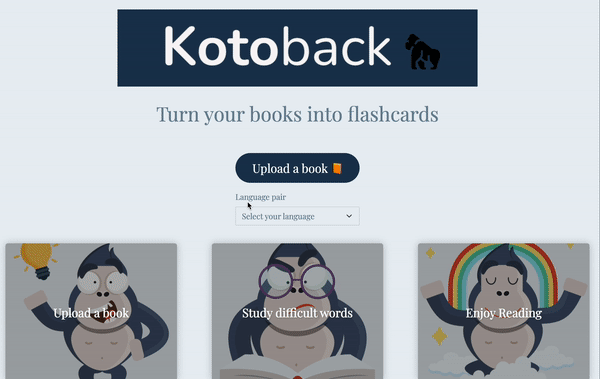 Kotoback
Turn your books into flashcards
Upload a book
Language pair
Select your language
Upload a book
Study difficult words
Enjoy Reading